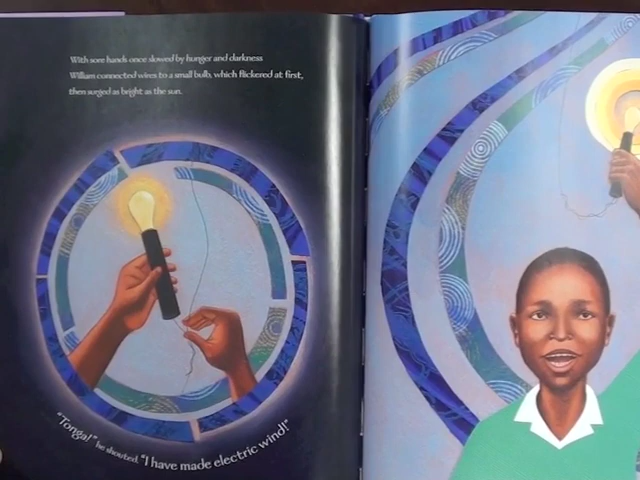 With sore hands once slowed by hunger and darkness
William connected wires to a small bulb, which flickered at first,
then surged as bright as the sun.
"Tonga!" he shouted. "I have made electric wind!"